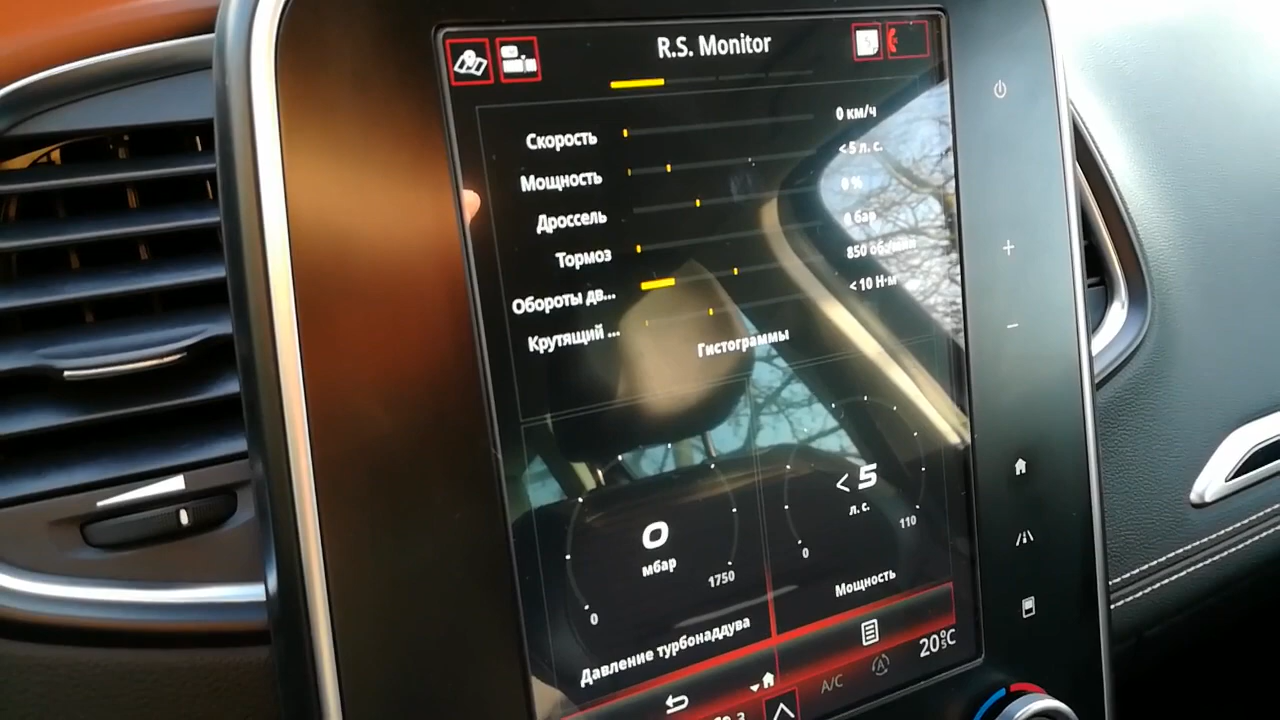 R.S. Monitor
Скорость 0 км/ч
Мощность <5 л. с.
Дроссель 0 %
Тормоз 0 бар
Обороты дв... 850 об/мин
Крутящий ... <10 Н·м
Гистограммы
0 <5
мбар л. с.
0 1750 0 110
Давление турбонаддува Мощность
A/C 20°C